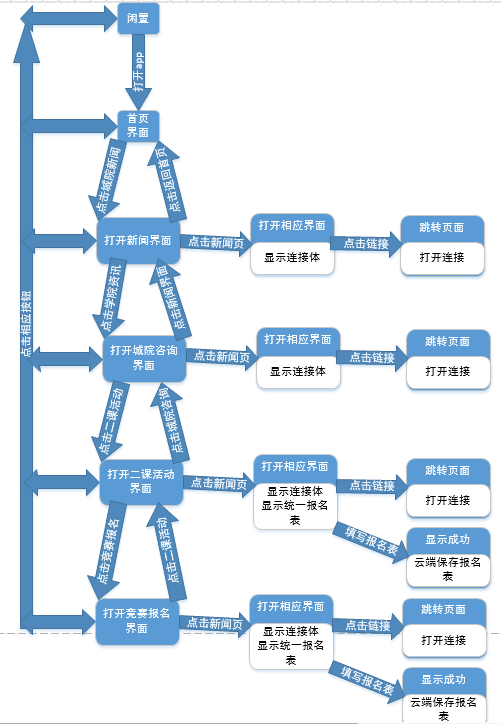 闲置
打开app
首页
界面
点击城院新闻
点击返回首页
打开新闻界面
点击新闻页
打开相应界面
显示连接体
点击链接
跳转页面
打开连接
点击相应按钮
点击学院资讯
点击新闻界面
打开城院咨询
界面
点击新闻页
打开相应界面
显示连接体
点击链接
跳转页面
打开连接
点击二课活动
点击城院咨询
打开二课活动
界面
点击新闻页
打开相应界面
显示连接体
显示统一报名
表
点击链接
跳转页面
打开连接
填写报名表
显示成功
云端保存报名
表
点击竞赛报名
点击二课活动
打开竞赛报名
界面
点击新闻页
打开相应界面
显示连接体
显示统一报名
表
点击链接
跳转页面
打开连接
填写报名表
显示成功
云端保存报名
表